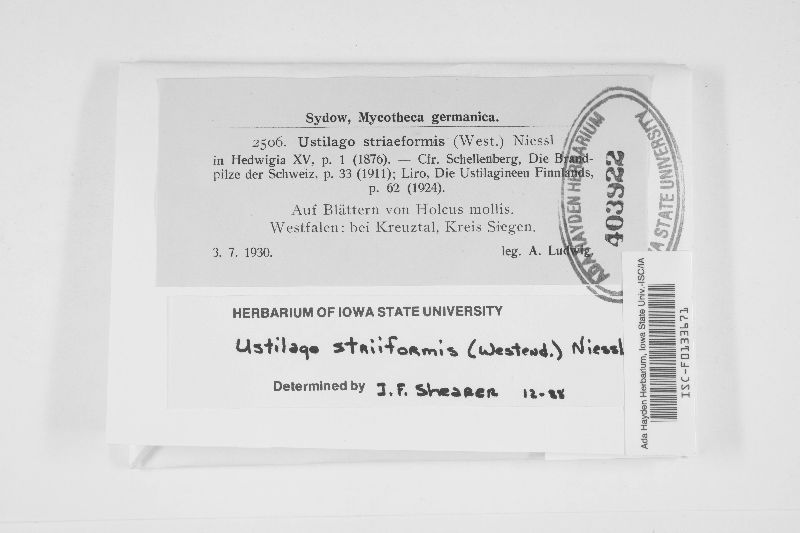 Sydow, Mycotheca germanica.
2506. Ustilago striaeformis (West.) Niessl
in Hedwigia XV, p. 1 (1876). — Cfr. Schellenberg, Die Brand-
pilze der Schweiz, p. 33 (1911); Liro, Die Ustilagineen Finnlands,
p. 62 (1924).
Auf Blättern von Holcus mollis.
Westfalen: bei Kreuztal, Kreis Siegen.
3. 7. 1930. leg. A. Ludwig.
ADA HAYDEN HERBARIUM
403922
IOWA STATE UNIVERSITY
HERBARIUM OF IOWA STATE UNIVERSITY
Ustilago striiformis (Westend.) Niessl
Determined by J. F. Shearer 12-88
Ada Hayden Herbarium, Iowa State Univ.-ISC/IA
ISC-F0133671